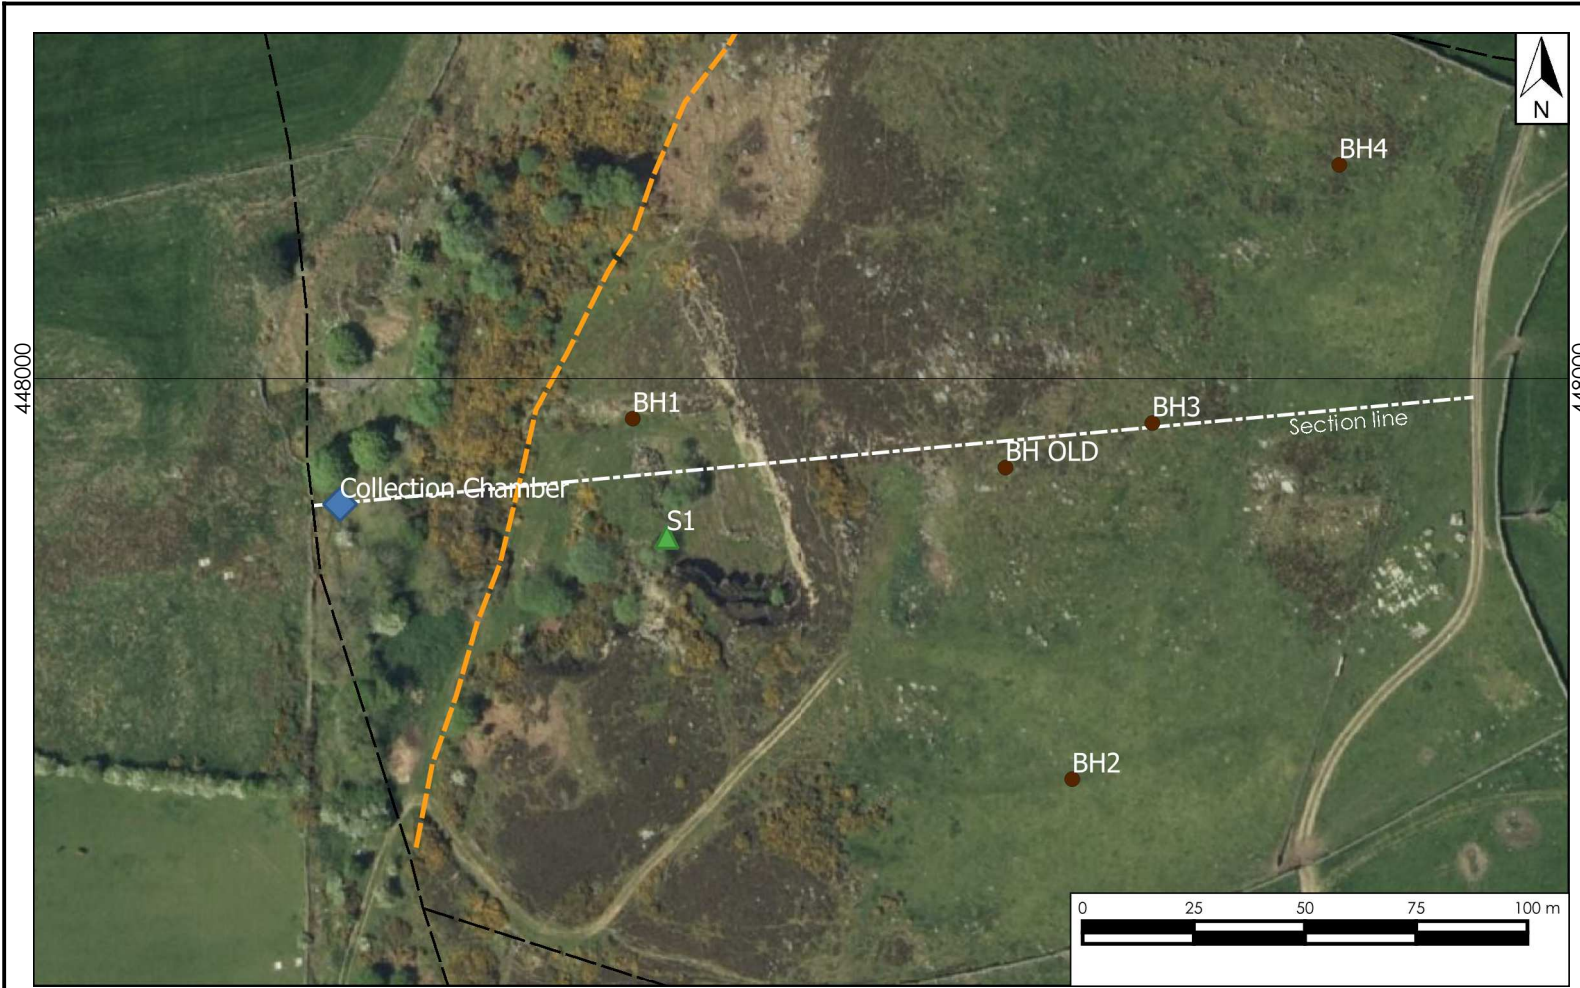 N
BH4
448000
448000
BH1
BH3
Section line
BH OLD
Collection Chamber
S1
BH2
0 25 50 75 100 m